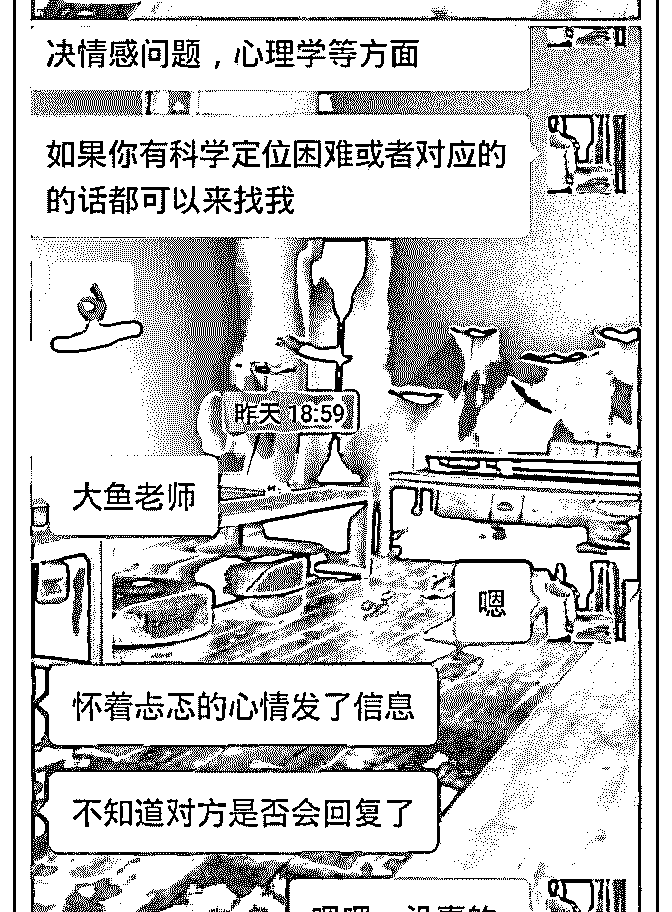 决情感问题，心理学等方面
如果你有科学定位困难或者对应的
的话都可以来找我
昨天 18:59
大鱼老师
嗯
怀着忐忑的心情发了信息
不知道对方是否会回复了